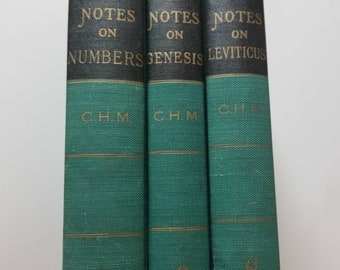 NOTES
ON
NUMBERS
C.H.M.
NOTES
ON
GENESIS
C.H.M.
NOTES
ON
LEVITICUS
C.H.M.